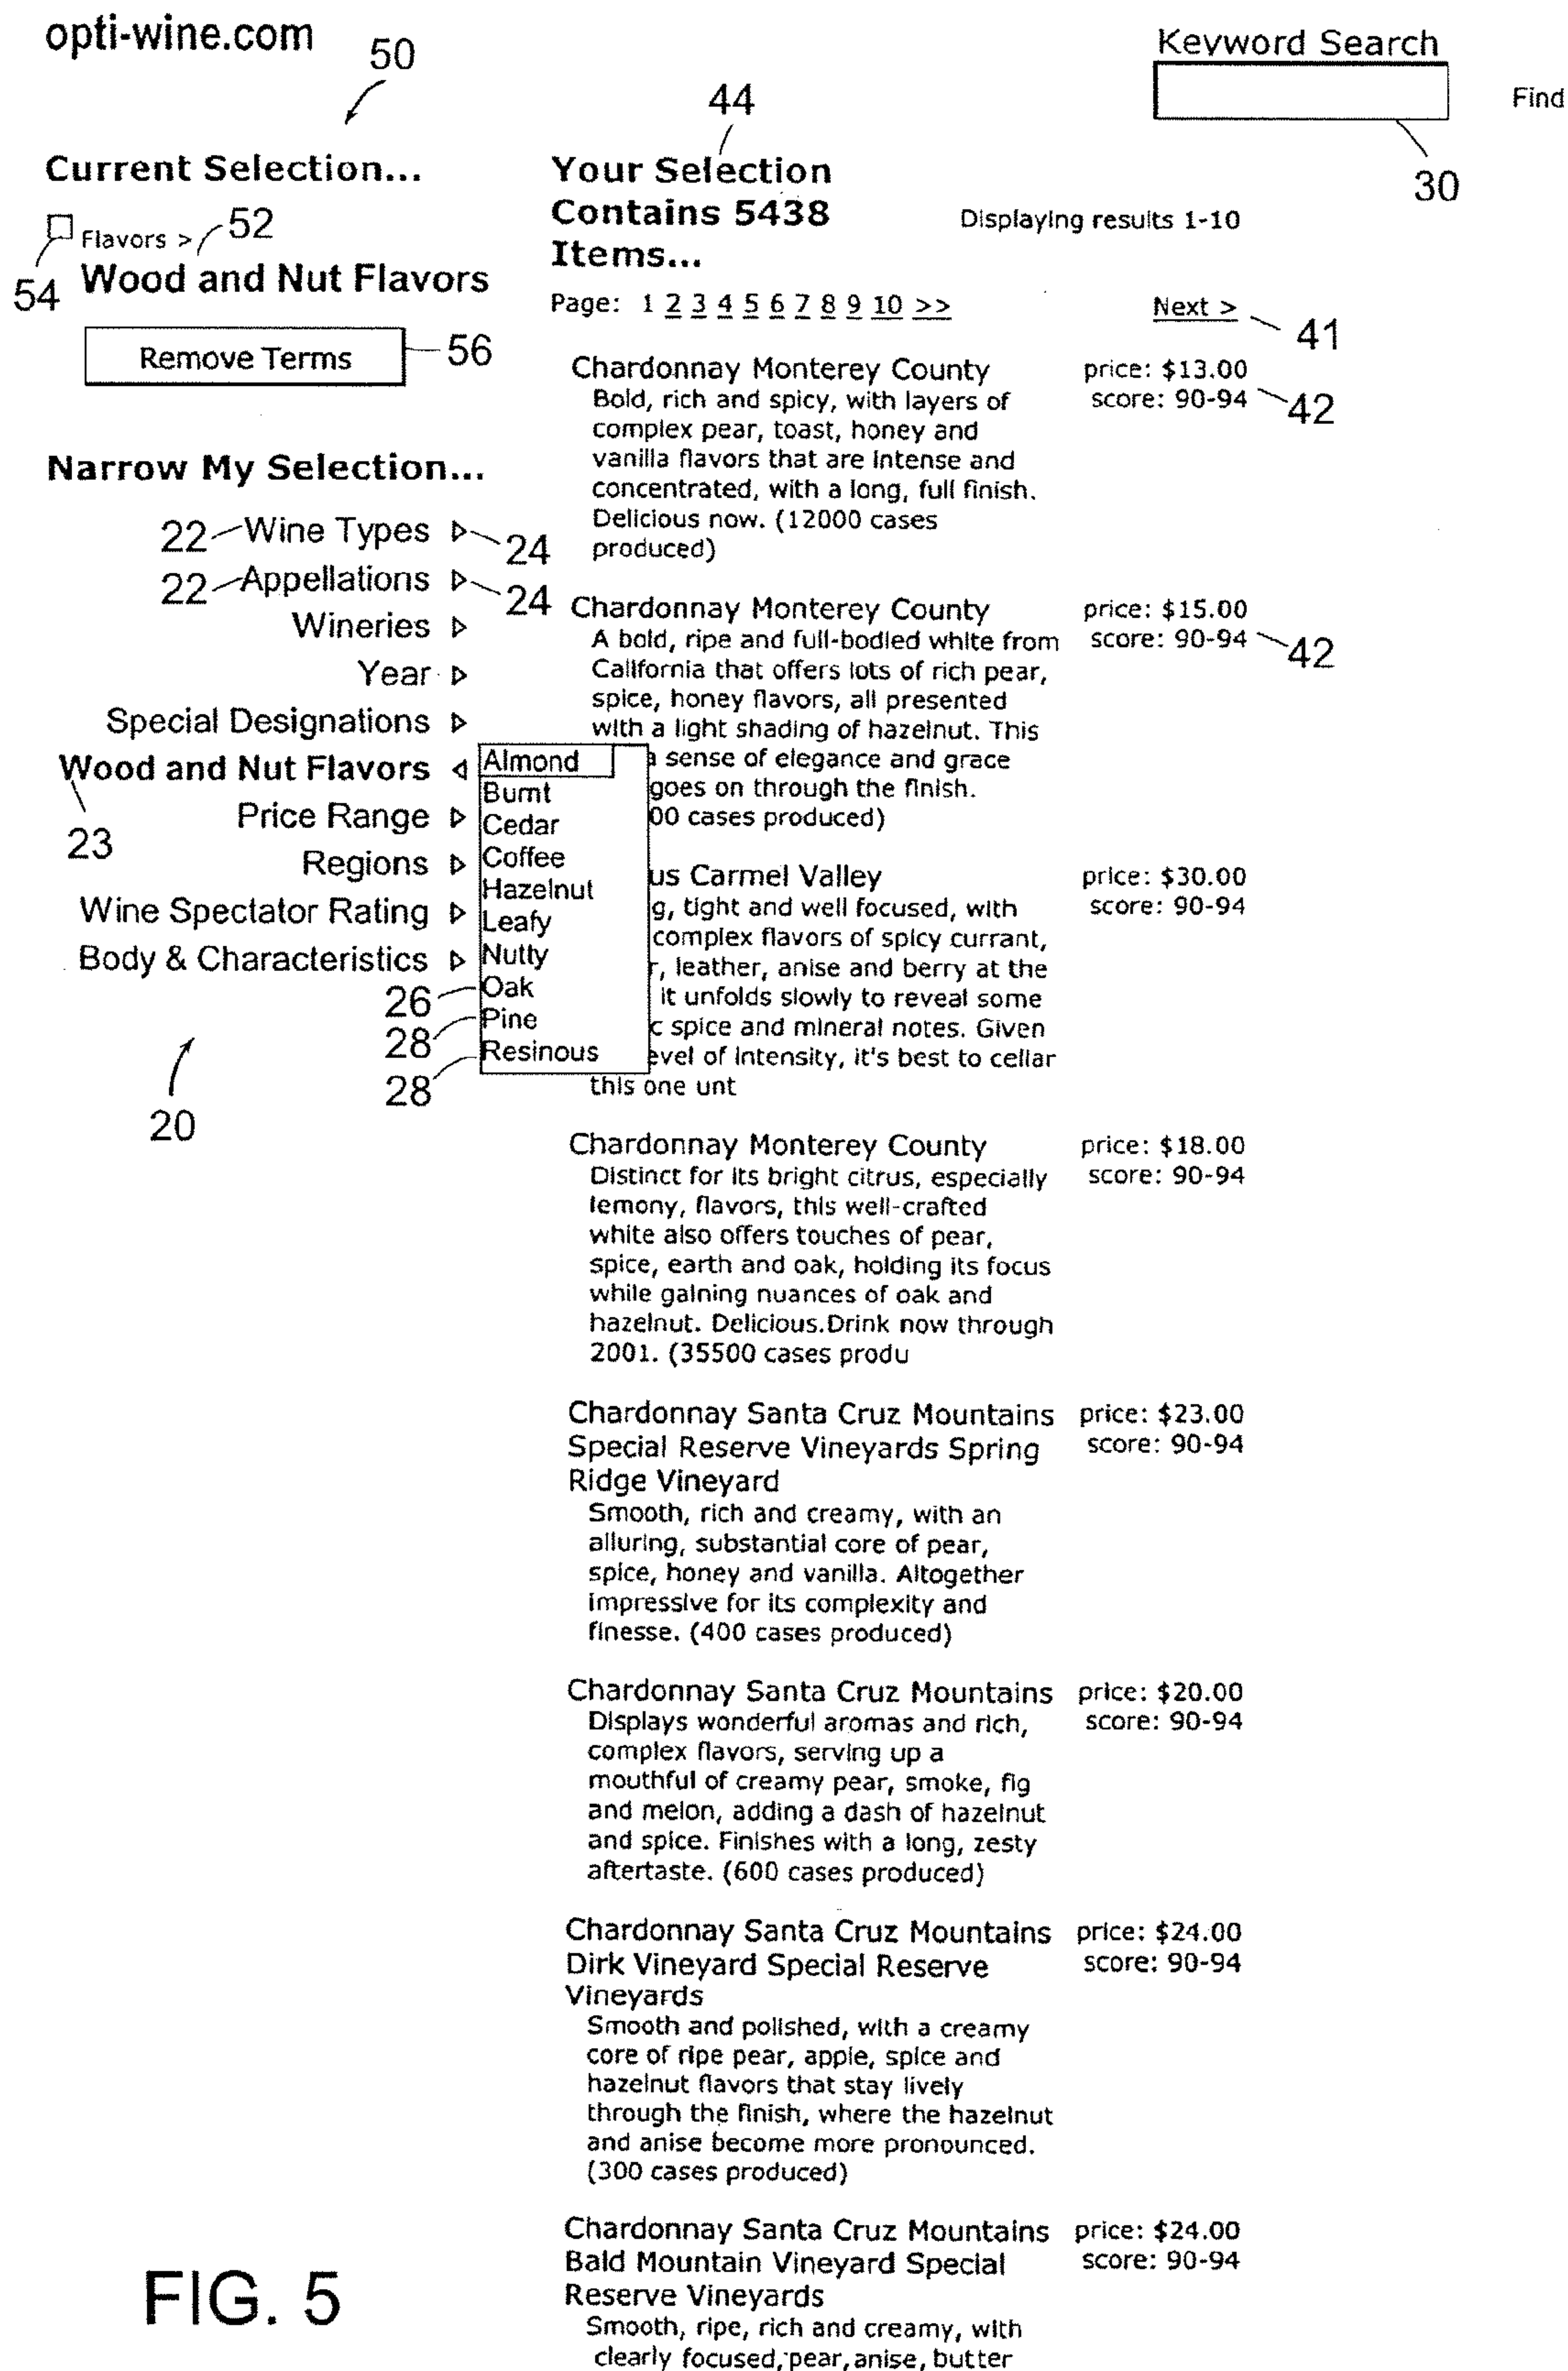 opti-wine.com
50
Keyword Search
Find
30
44
Current Selection...
Flavors >
52
54
Wood and Nut Flavors
Remove Terms
56
Narrow My Selection...
22 Wine Types 24
22 Appellations 24
Wineries
Year
Special Designations
Wood and Nut Flavors
23
Price Range
Regions
Wine Spectator Rating
Body & Characteristics
20
Almond
Burnt
Cedar
Coffee
Hazelnut
Leafy
Nutty
26 Oak
28 Pine
28 Resinous
Your Selection
Contains 5438
Items...
Displaying results 1-10
Page: 1 2 3 4 5 6 7 8 9 10 >>
Next >
41
Chardonnay Monterey County
price: $13.00
score: 90-94
42
Bold, rich and spicy, with layers of
complex pear, toast, honey and
vanilla flavors that are intense and
concentrated, with a long, full finish.
Delicious now. (12000 cases
produced)
Chardonnay Monterey County
price: $15.00
score: 90-94
42
A bold, ripe and full-bodied white from
California that offers lots of rich pear,
spice, honey flavors, all presented
with a light shading of hazelnut. This
a sense of elegance and grace
goes on through the finish.
00 cases produced)
us Carmel Valley
price: $30.00
score: 90-94
g, tight and well focused, with
complex flavors of spicy currant,
r, leather, anise and berry at the
it unfolds slowly to reveal some
c spice and mineral notes. Given
evel of intensity, it's best to cellar
this one unt
Chardonnay Monterey County
price: $18.00
score: 90-94
Distinct for its bright citrus, especially
lemony, flavors, this well-crafted
white also offers touches of pear,
spice, earth and oak, holding its focus
while gaining nuances of oak and
hazelnut. Delicious.Drink now through
2001. (35500 cases produ
Chardonnay Santa Cruz Mountains
Special Reserve Vineyards Spring
Ridge Vineyard
price: $23.00
score: 90-94
Smooth, rich and creamy, with an
alluring, substantial core of pear,
spice, honey and vanilla. Altogether
impressive for its complexity and
finesse. (400 cases produced)
Chardonnay Santa Cruz Mountains
price: $20.00
score: 90-94
Displays wonderful aromas and rich,
complex flavors, serving up a
mouthful of creamy pear, smoke, fig
and melon, adding a dash of hazelnut
and spice. Finishes with a long, zesty
aftertaste. (600 cases produced)
Chardonnay Santa Cruz Mountains
Dirk Vineyard Special Reserve
Vineyards
price: $24.00
score: 90-94
Smooth and polished, with a creamy
core of ripe pear, apple, spice and
hazelnut flavors that stay lively
through the finish, where the hazelnut
and anise become more pronounced.
(300 cases produced)
Chardonnay Santa Cruz Mountains
Bald Mountain Vineyard Special
Reserve Vineyards
price: $24.00
score: 90-94
Smooth, ripe, rich and creamy, with
clearly focused, pear, anise, butter
FIG. 5